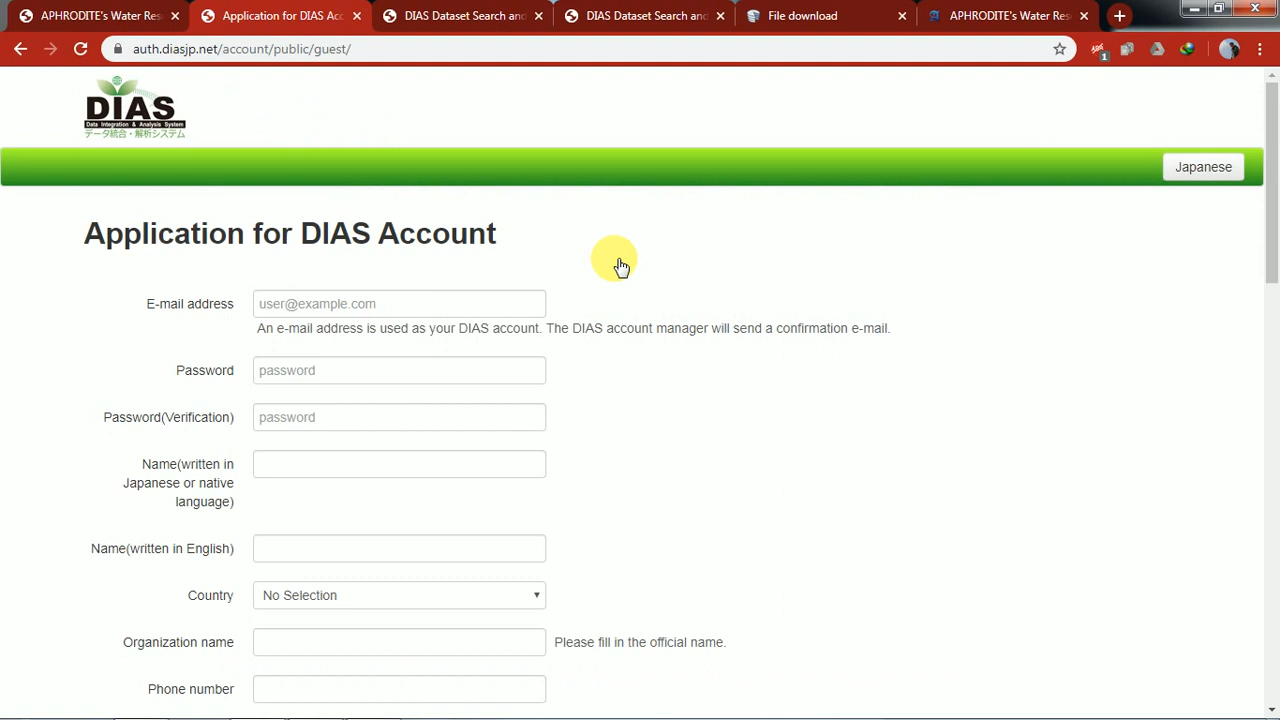 APHRODITE's Water Res
Application for DIAS Acc
DIAS Dataset Search and
DIAS Dataset Search and
File download
APHRODITE's Water Res
auth.diasjp.net/account/public/guest/
1
DIAS
Data Integration & Analysis System
データ統合・解析システム
Japanese
Application for DIAS Account
E-mail address
user@example.com
An e-mail address is used as your DIAS account. The DIAS account manager will send a confirmation e-mail.
Password
password
Password(Verification)
password
Name(written in
Japanese or native
language)
Name(written in English)
Country
No Selection
Organization name
Please fill in the official name.
Phone number